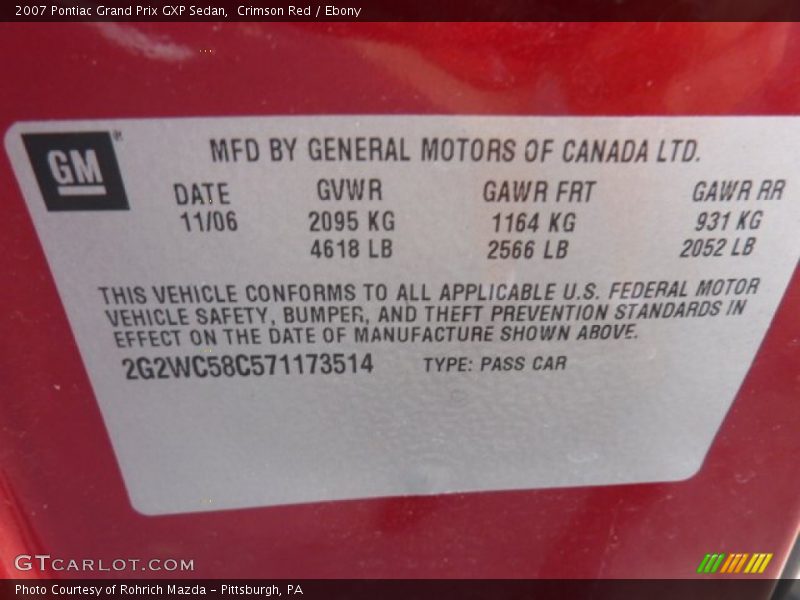 2007 Pontiac Grand Prix GXP Sedan,  Crimson Red / Ebony
GM®
MFD BY GENERAL MOTORS OF CANADA LTD.
DATE GVWR GAWR FRT GAWR RR
11/06 2095 KG 1164 KG 931 KG
4618 LB 2566 LB 2052 LB
THIS VEHICLE CONFORMS TO ALL APPLICABLE U.S. FEDERAL MOTOR
VEHICLE SAFETY, BUMPER, AND THEFT PREVENTION STANDARDS IN
EFFECT ON THE DATE OF MANUFACTURE SHOWN ABOVE.
2G2WC58C571173514 TYPE: PASS CAR
GTCARLOT.COM
Photo Courtesy of Rohrich Mazda - Pittsburgh, PA